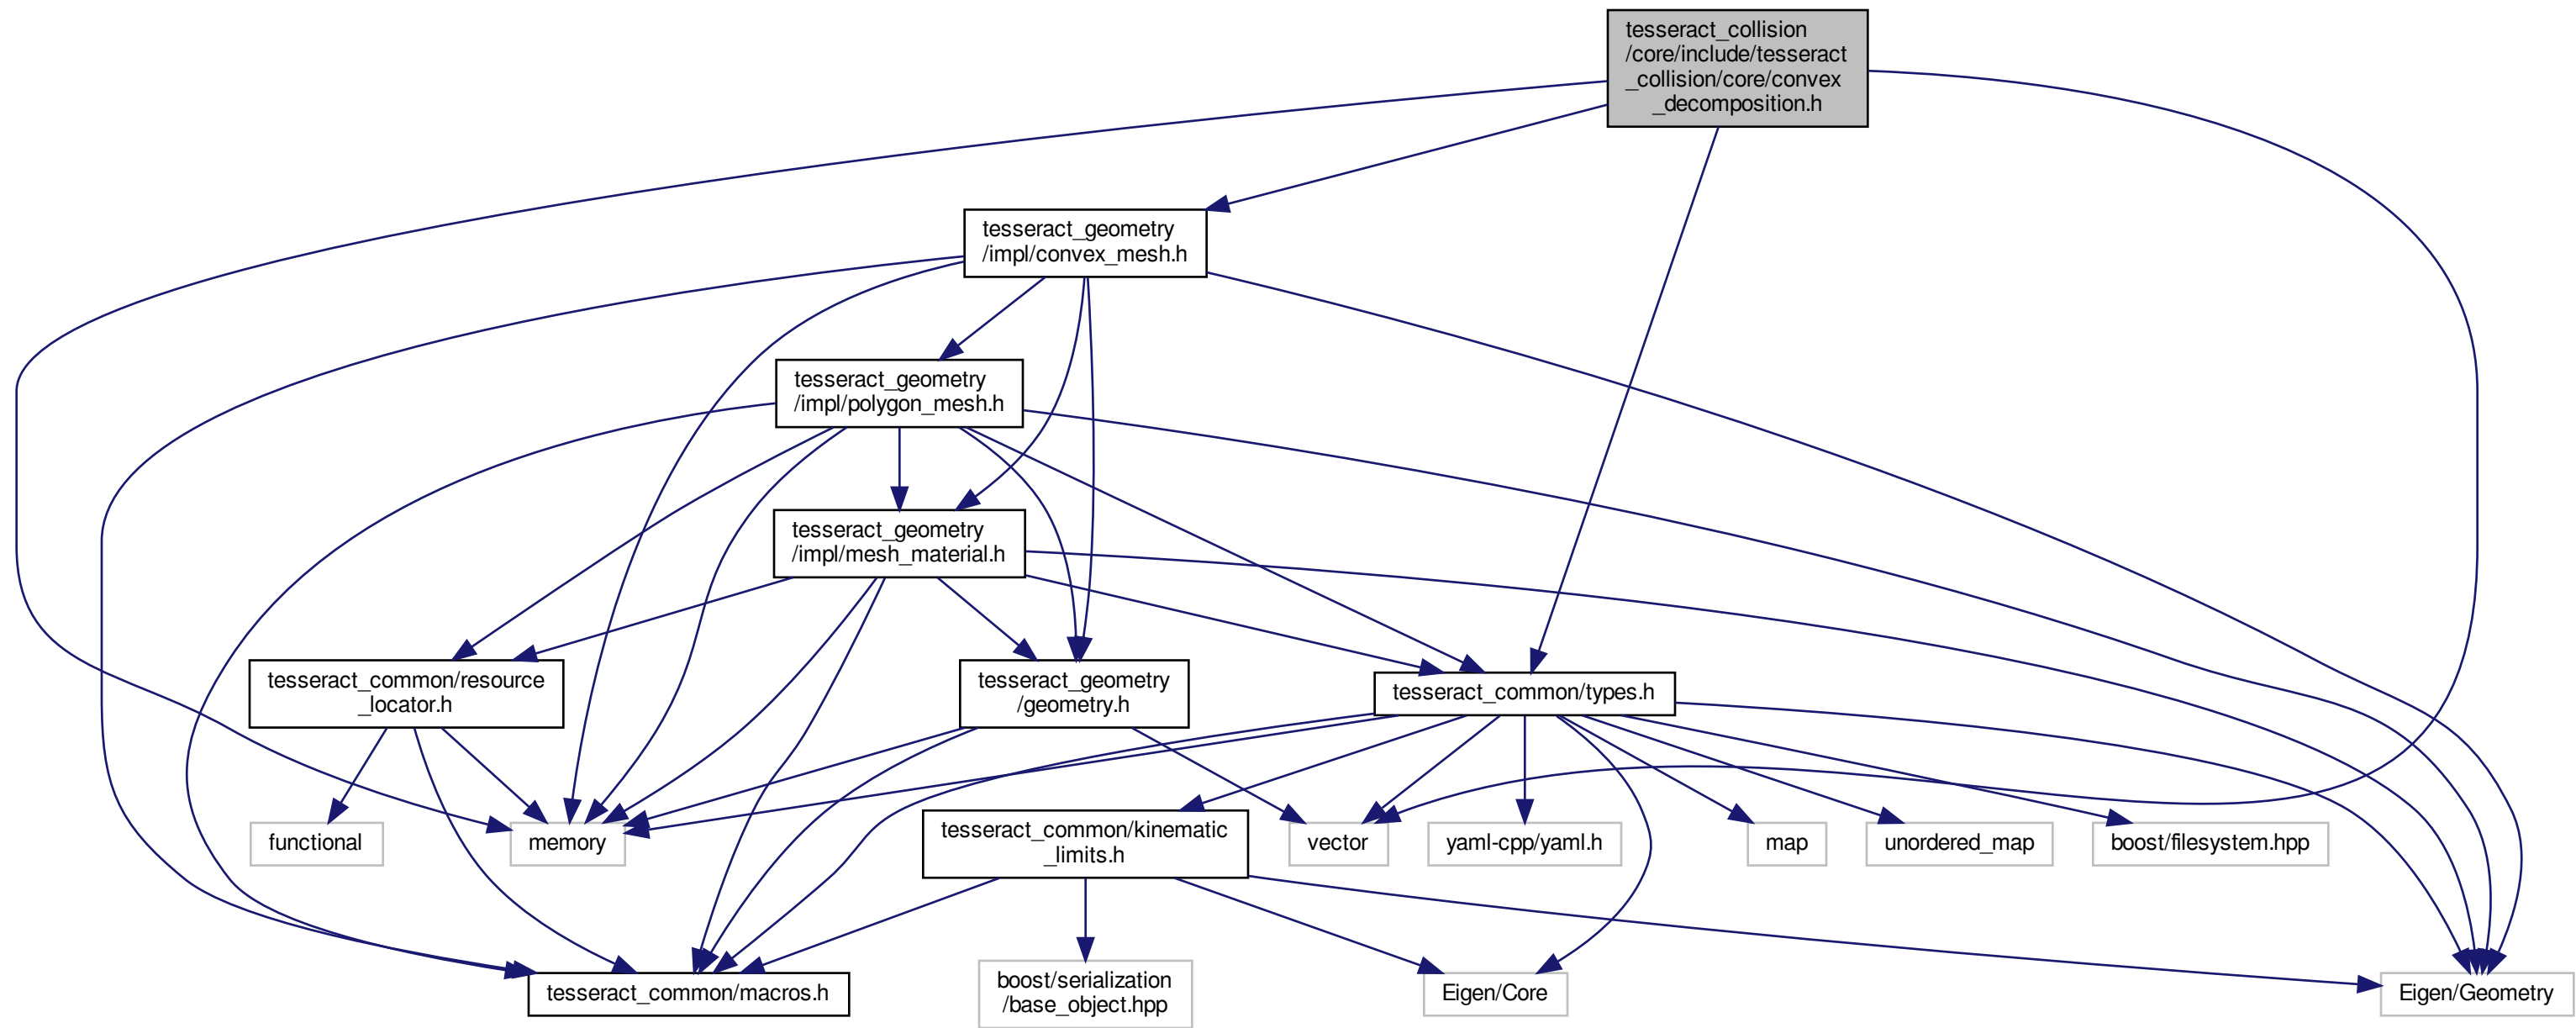 tesseract_collision
/core/include/tesseract
_collision/core/convex
_decomposition.h
tesseract_geometry
/impl/convex_mesh.h
tesseract_geometry
/impl/polygon_mesh.h
tesseract_geometry
/impl/mesh_material.h
tesseract_common/resource
_locator.h
tesseract_geometry
/geometry.h
tesseract_common/types.h
functional
memory
tesseract_common/kinematic
_limits.h
vector
yaml-cpp/yaml.h
map
unordered_map
boost/filesystem.hpp
tesseract_common/macros.h
boost/serialization
/base_object.hpp
Eigen/Core
Eigen/Geometry